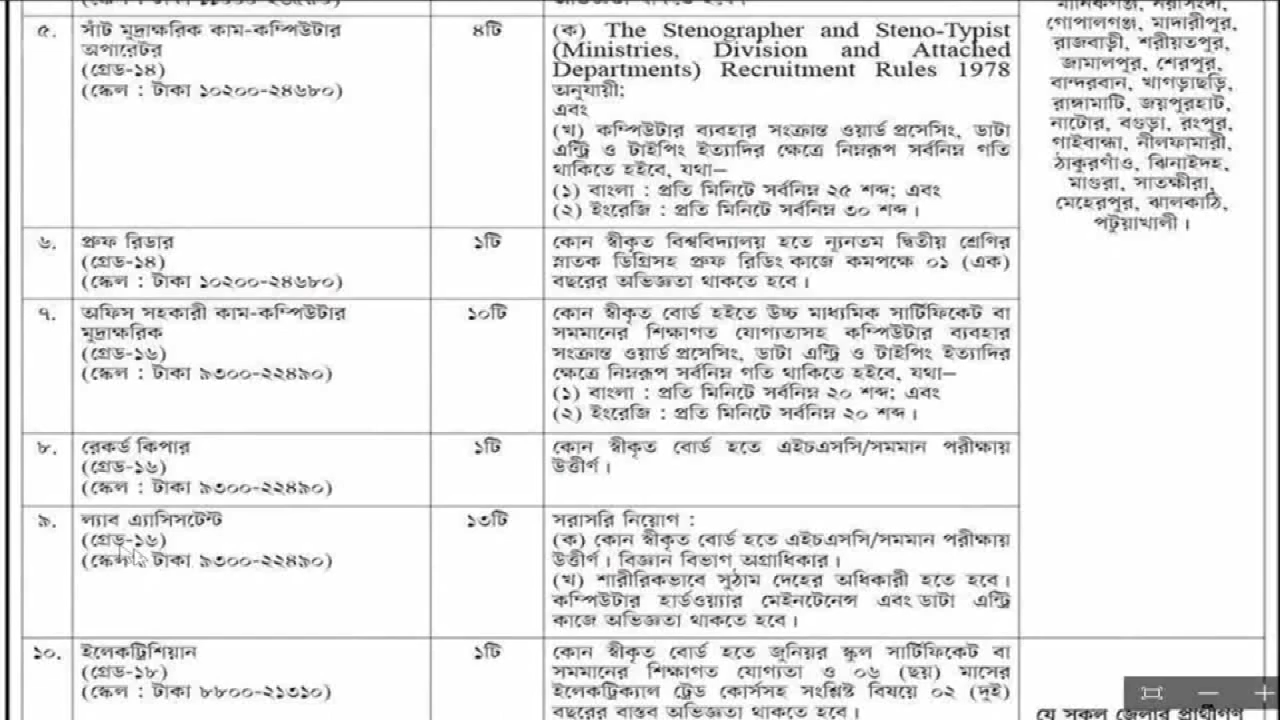 থাকিতে হবে।
মানিকগঞ্জ, নরসিংদী,
গোপালগঞ্জ, মাদারীপুর,
রাজবাড়ী, শরীয়তপুর,
জামালপুর, শেরপুর,
বান্দরবান, খাগড়াছড়ি,
রাঙ্গামাটি, জয়পুরহাট,
নাটোর, বগুড়া, রংপুর,
গাইবান্ধা, নীলফামারী,
ঠাকুরগাঁও, ঝিনাইদহ,
মাগুরা, সাতক্ষীরা,
মেহেরপুর, ঝালকাঠি,
পটুয়াখালী।
৫.
সাঁট মুদ্রাক্ষরিক কাম-কম্পিউটার
অপারেটর
(গ্রেড-১৪)
(স্কেল : টাকা ১০২০০-২৪৬৮০)
৪টি
(ক) The Stenographer and Steno-Typist
(Ministries, Division and Attached
Departments) Recruitment Rules 1978
অনুযায়ী;
এবং
(খ) কম্পিউটার ব্যবহার সংক্রান্ত ওয়ার্ড প্রসেসিং, ডাটা
এন্ট্রি ও টাইপিং ইত্যাদির ক্ষেত্রে নিম্নরূপ সর্বনিম্ন গতি
থাকিতে হইবে, যথা—
(১) বাংলা : প্রতি মিনিটে সর্বনিম্ন ২৫ শব্দ; এবং
(২) ইংরেজি : প্রতি মিনিটে সর্বনিম্ন ৩০ শব্দ।
৬.
প্রুফ রিডার
(গ্রেড-১৪)
(স্কেল : টাকা ১০২০০-২৪৬৮০)
১টি
কোন স্বীকৃত বিশ্ববিদ্যালয় হতে ন্যূনতম দ্বিতীয় শ্রেণির
স্নাতক ডিগ্রিসহ প্রুফ রিডিং কাজে কমপক্ষে ০১ (এক)
বছরের অভিজ্ঞতা থাকতে হবে।
৭.
অফিস সহকারী কাম-কম্পিউটার
মুদ্রাক্ষরিক
(গ্রেড-১৬)
(স্কেল : টাকা ৯৩০০-২২৪৯০)
১০টি
কোন স্বীকৃত বোর্ড হইতে উচ্চ মাধ্যমিক সার্টিফিকেট বা
সমমানের শিক্ষাগত যোগ্যতাসহ কম্পিউটার ব্যবহার
সংক্রান্ত ওয়ার্ড প্রসেসিং, ডাটা এন্ট্রি ও টাইপিং ইত্যাদির
ক্ষেত্রে নিম্নরূপ সর্বনিম্ন গতি থাকিতে হইবে, যথা—
(১) বাংলা : প্রতি মিনিটে সর্বনিম্ন ২০ শব্দ; এবং
(২) ইংরেজি : প্রতি মিনিটে সর্বনিম্ন ২০ শব্দ।
৮.
রেকর্ড কিপার
(গ্রেড-১৬)
(স্কেল : টাকা ৯৩০০-২২৪৯০)
১টি
কোন স্বীকৃত বোর্ড হতে এইচএসসি/সমমান পরীক্ষায়
উত্তীর্ণ।
৯.
ল্যাব এ্যাসিসটেন্ট
(গ্রেড-১৬)
(স্কেল : টাকা ৯৩০০-২২৪৯০)
১৩টি
সরাসরি নিয়োগ :
(ক) কোন স্বীকৃত বোর্ড হতে এইচএসসি/সমমান পরীক্ষায়
উত্তীর্ণ। বিজ্ঞান বিভাগ অগ্রাধিকার।
(খ) শারীরিকভাবে সুঠাম দেহের অধিকারী হতে হবে।
কম্পিউটার হার্ডওয়্যার মেইনটেনেন্স এবং ডাটা এন্ট্রি
কাজে অভিজ্ঞতা থাকতে হবে।
১০.
ইলেকট্রিশিয়ান
(গ্রেড-১৮)
(স্কেল : টাকা ৮৮০০-২১৩১০)
১টি
কোন স্বীকৃত বোর্ড হতে জুনিয়র স্কুল সার্টিফিকেট বা
সমমানের শিক্ষাগত যোগ্যতা ও ০৬ (ছয়) মাসের
ইলেকট্রিক্যাল ট্রেড কোর্সসহ সংশ্লিষ্ট বিষয়ে ০২ (দুই)
বছরের বাস্তব অভিজ্ঞতা থাকতে হবে।
যে সকল জেলার প্রার্থীগণ